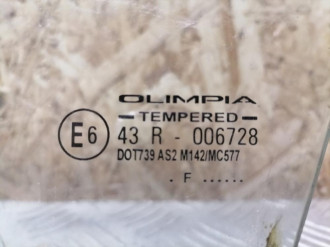 OLIMPIA
TEMPERED
E6 43 R - 006728
DOT739 AS2 M142/MC577
. F ......